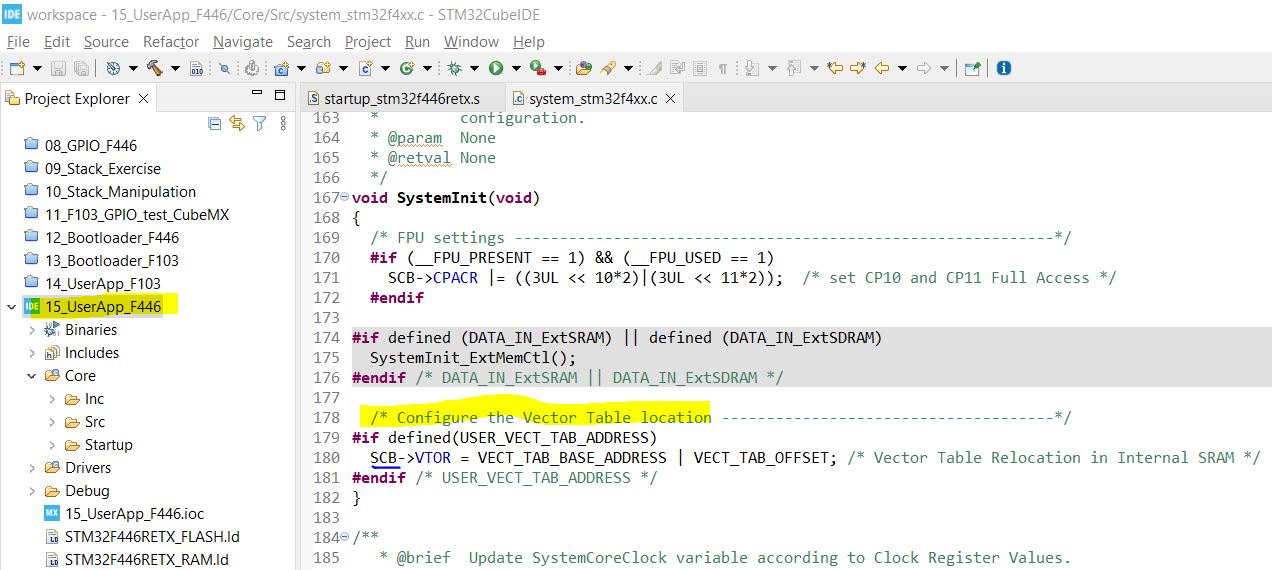 IDE workspace - 15_UserApp_F446/Core/Src/system_stm32f4xx.c - STM32CubeIDE
File Edit Source Refactor Navigate Search Project Run Window Help
Project Explorer
08_GPIO_F446
09_Stack_Exercise
10_Stack_Manipulation
11_F103_GPIO_test_CubeMX
12_Bootloader_F446
13_Bootloader_F103
14_UserApp_F103
IDE 15_UserApp_F446
Binaries
Includes
Core
Inc
Src
Startup
Drivers
Debug
MX 15_UserApp_F446.ioc
STM32F446RETX_FLASH.ld
STM32F446RETX_RAM.ld
startup_stm32f446retx.s system_stm32f4xx.c
163 * configuration.
164 * @param None
165 * @retval None
166 */
167 void SystemInit(void)
168 {
169 /* FPU settings ------------------------------------------------------------*/
170 #if (__FPU_PRESENT == 1) && (__FPU_USED == 1)
171 SCB->CPACR |= ((3UL << 10*2)|(3UL << 11*2)); /* set CP10 and CP11 Full Access */
172 #endif
173
174 #if defined (DATA_IN_ExtSRAM) || defined (DATA_IN_ExtSDRAM)
175 SystemInit_ExtMemCtl();
176 #endif /* DATA_IN_ExtSRAM || DATA_IN_ExtSDRAM */
177
178 /* Configure the Vector Table location -------------------------------------*/
179 #if defined(USER_VECT_TAB_ADDRESS)
180 SCB->VTOR = VECT_TAB_BASE_ADDRESS | VECT_TAB_OFFSET; /* Vector Table Relocation in Internal SRAM */
181 #endif /* USER_VECT_TAB_ADDRESS */
182 }
183
184 /**
185 * @brief Update SystemCoreClock variable according to Clock Register Values.